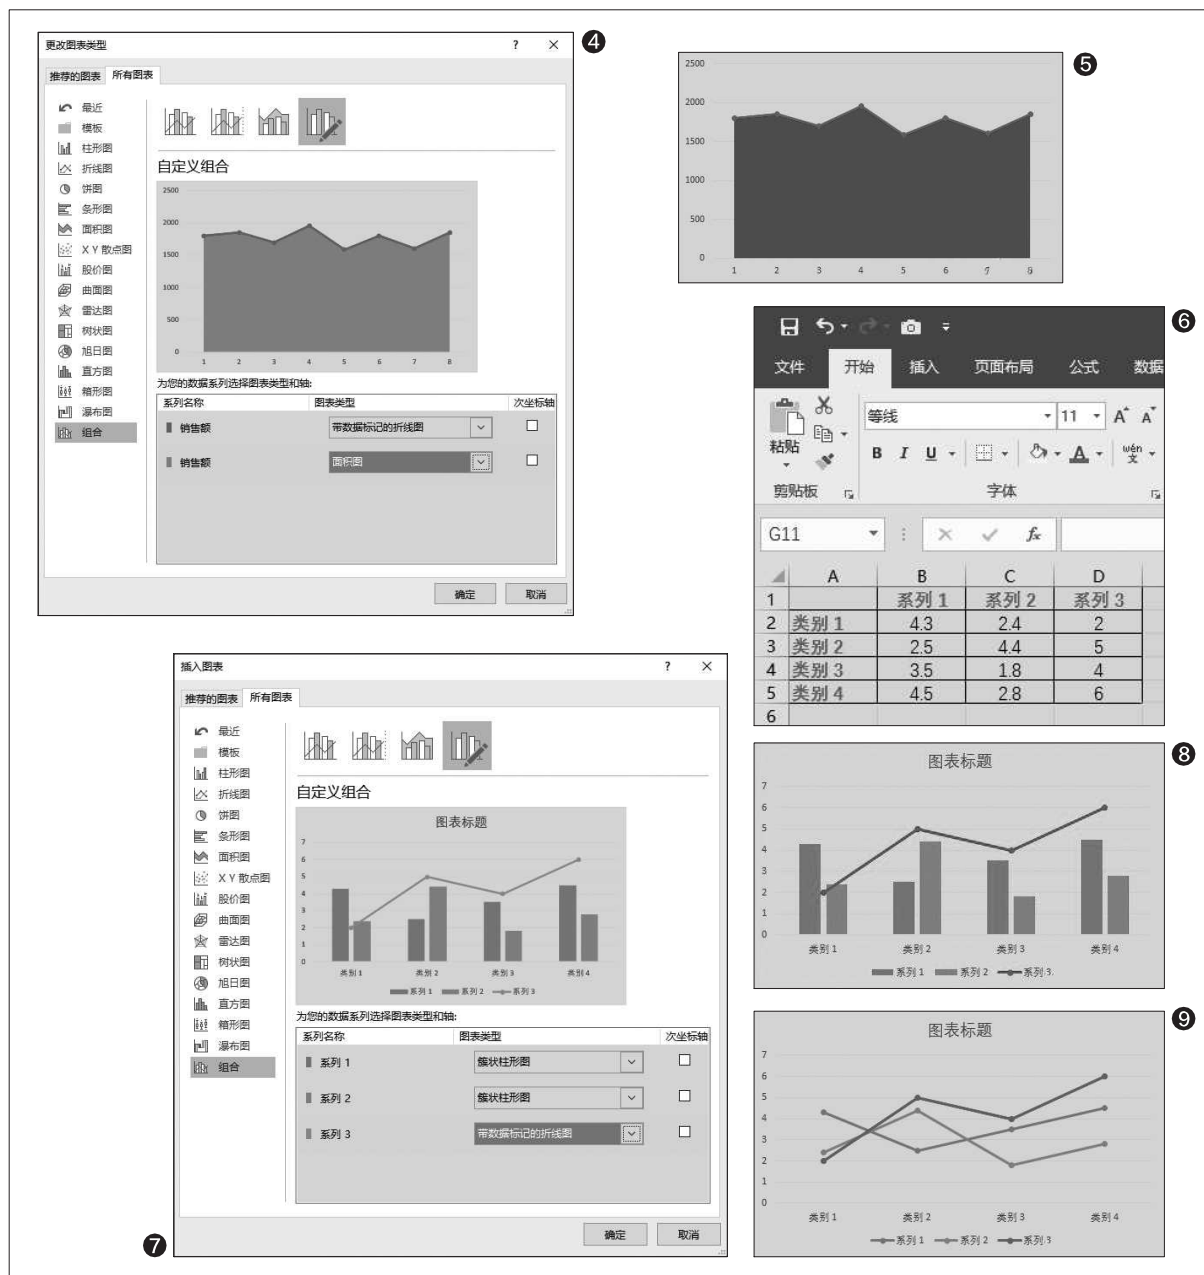 更改图表类型 ? ×
④
推荐的图表 所有图表
最近
模板
柱形图
折线图
饼图
条形图
面积图
X Y 散点图
股价图
曲面图
雷达图
树状图
旭日图
直方图
箱形图
瀑布图
组合
自定义组合
2500
2000
1500
1000
500
0
1 2 3 4 5 6 7 8
为您的数据系列选择图表类型和轴:
系列名称 图表类型 次坐标轴
销售额 带数据标记的折线图
销售额 面积图
确定 取消
⑤
2500
2000
1500
1000
500
0
1 2 3 4 5 6 7 8
⑥
文件 开始 插入 页面布局 公式 数据
粘贴
等线 11 A A
B I U A wén 文
剪贴板 字体
G11 fx
A B C D
1 系列 1 系列 2 系列 3
2 类别 1 4.3 2.4 2
3 类别 2 2.5 4.4 5
4 类别 3 3.5 1.8 4
5 类别 4 4.5 2.8 6
6
插入图表 ? ×
推荐的图表 所有图表
最近
模板
柱形图
折线图
饼图
条形图
面积图
X Y 散点图
股价图
曲面图
雷达图
树状图
旭日图
直方图
箱形图
瀑布图
组合
自定义组合
图表标题
7
6
5
4
3
2
1
0
类别 1 类别 2 类别 3 类别 4
系列 1 系列 2 系列 3
为您的数据系列选择图表类型和轴:
系列名称 图表类型 次坐标轴
系列 1 簇状柱形图
系列 2 簇状柱形图
系列 3 带数据标记的折线图
确定 取消
⑦
⑧
图表标题
7
6
5
4
3
2
1
0
类别 1 类别 2 类别 3 类别 4
系列 1 系列 2 系列 3
⑨
图表标题
7
6
5
4
3
2
1
0
类别 1 类别 2 类别 3 类别 4
系列 1 系列 2 系列 3